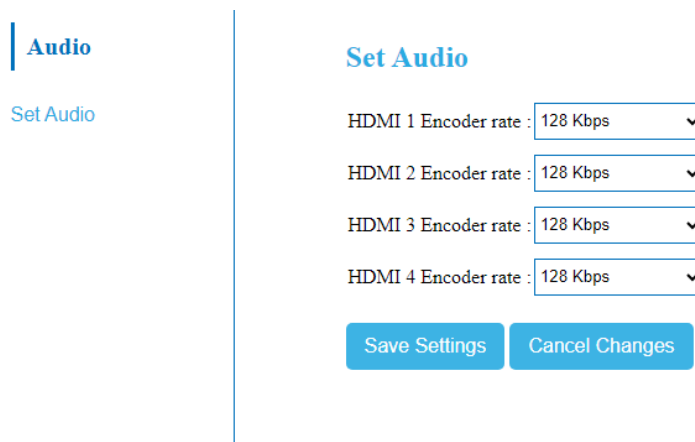 Audio
Set Audio
Set Audio
HDMI 1 Encoder rate : 128 Kbps
HDMI 2 Encoder rate : 128 Kbps
HDMI 3 Encoder rate : 128 Kbps
HDMI 4 Encoder rate : 128 Kbps
Save Settings Cancel Changes